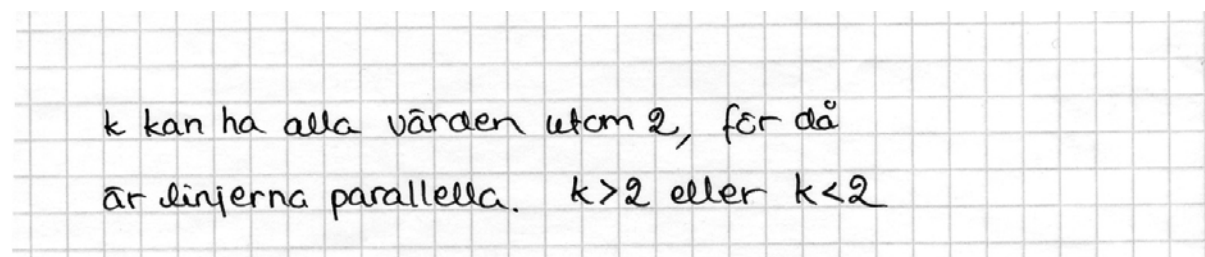 k kan ha alla värden utom 2, för då
är linjerna parallella. k>2 eller k<2